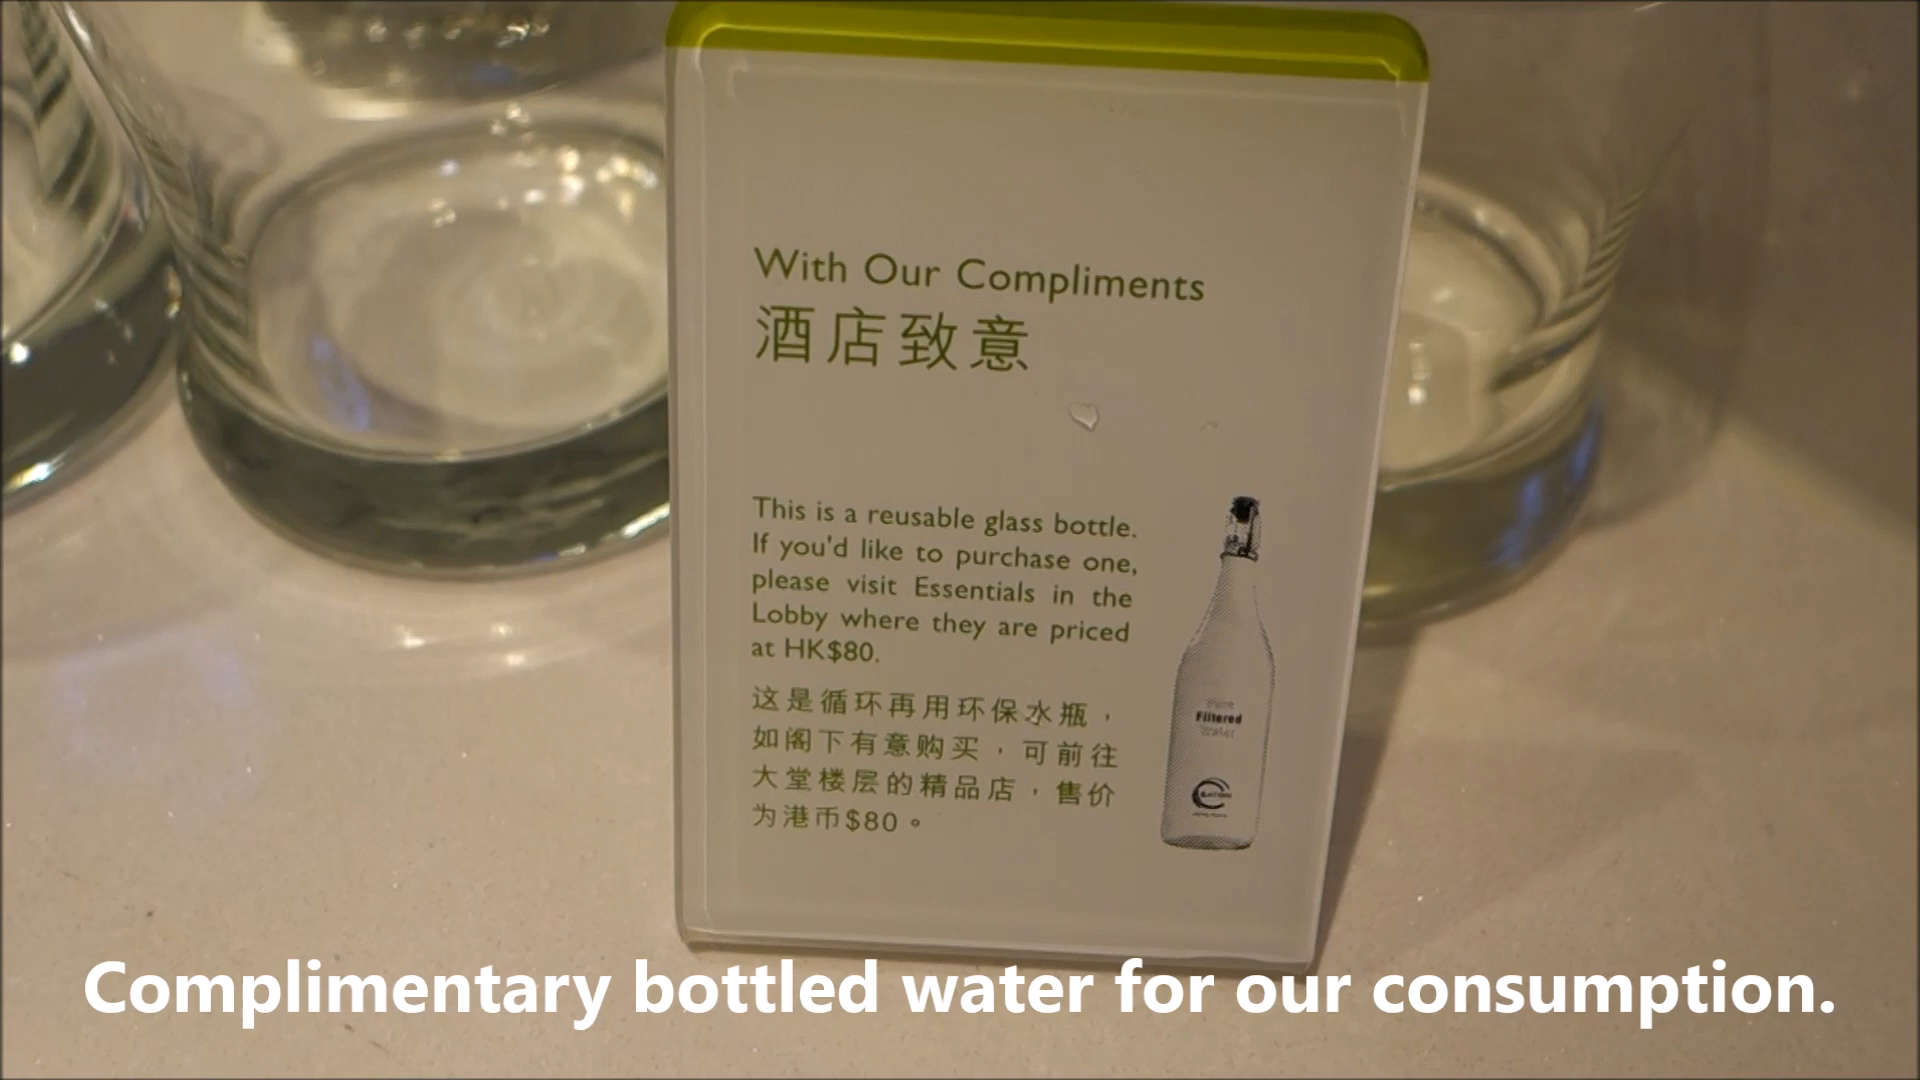 With Our Compliments
酒店致意
This is a reusable glass bottle.
If you'd like to purchase one,
please visit Essentials in the
Lobby where they are priced
at HK$80.
这是循环再用环保水瓶，
如阁下有意购买，可前往
大堂楼层的精品店，售价
为港币$80。
Pure
Filtered
Water
Complimentary bottled water for our consumption.